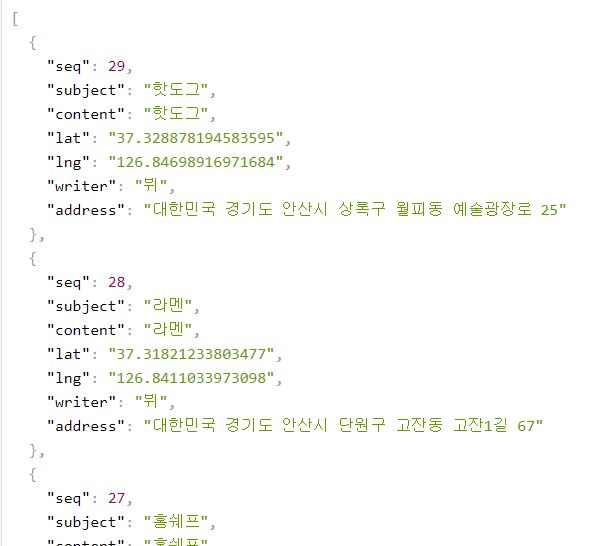 [
{
"seq": 29,
"subject": "핫도그",
"content": "핫도그",
"lat": "37.328878194583595",
"lng": "126.84698916971684",
"writer": "뷔",
"address": "대한민국 경기도 안산시 상록구 월피동 예술광장로 25"
},
{
"seq": 28,
"subject": "라멘",
"content": "라멘",
"lat": "37.31821233803477",
"lng": "126.8411033973098",
"writer": "뷔",
"address": "대한민국 경기도 안산시 단원구 고잔동 고잔1길 67"
},
{
"seq": 27,
"subject": "홍쉐프",
"content": "홍쉐프"